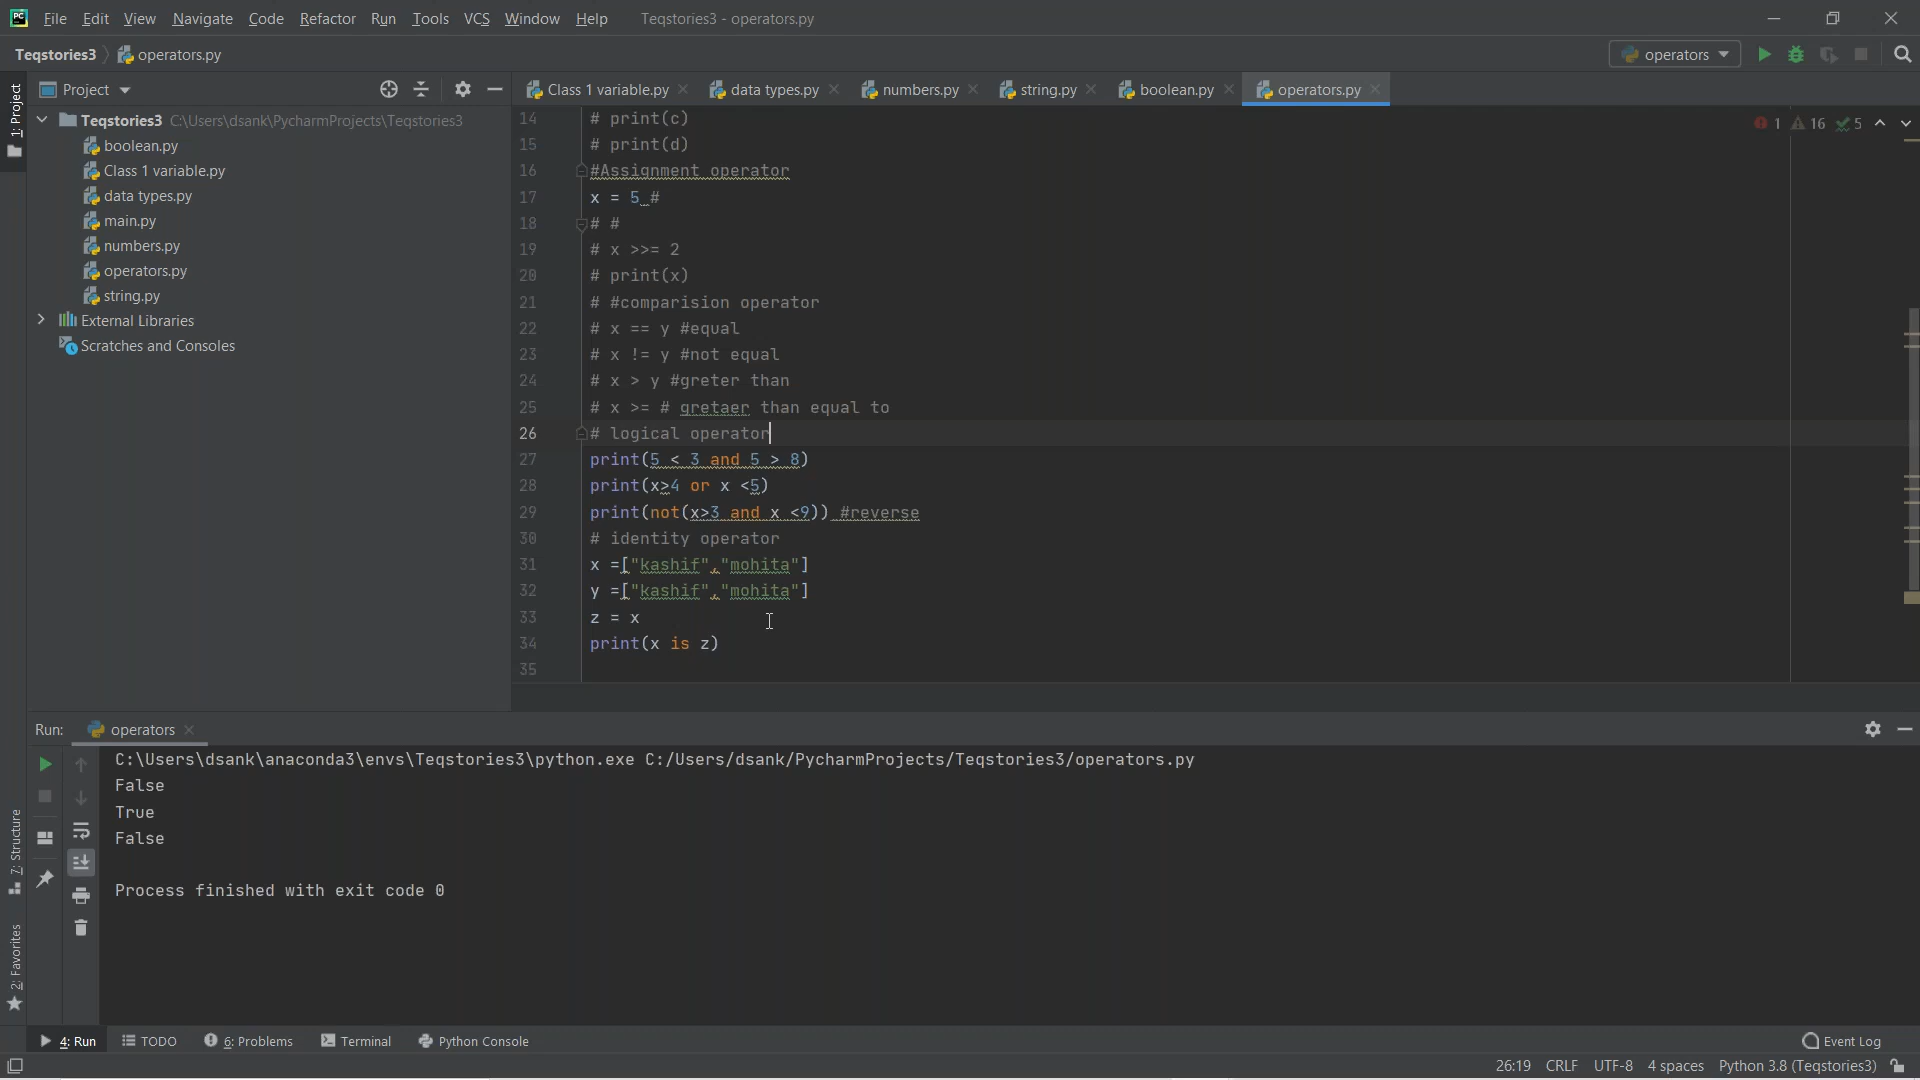 File Edit View Navigate Code Refactor Run Tools VCS Window Help Teqstories3 - operators.py
Teqstories3 operators.py operators
1: Project
Project
Class 1 variable.py data types.py numbers.py string.py boolean.py operators.py
Teqstories3 C:\Users\dsank\PycharmProjects\Teqstories3
boolean.py
Class 1 variable.py
data types.py
main.py
numbers.py
operators.py
string.py
External Libraries
Scratches and Consoles
1 16 5
14 # print(c)
15 # print(d)
16 #Assignment operator
17 x = 5 #
18 # #
19 # x >>= 2
20 # print(x)
21 # #comparision operator
22 # x == y #equal
23 # x != y #not equal
24 # x > y #greter than
25 # x >= # gretaer than equal to
26 # logical operator
27 print(5 < 3 and 5 > 8)
28 print(x>4 or x <5)
29 print(not(x>3 and x <9)) #reverse
30 # identity operator
31 x =["kashif","mohita"]
32 y =["kashif","mohita"]
33 z = x
34 print(x is z)
35
Run: operators
C:\Users\dsank\anaconda3\envs\Teqstories3\python.exe C:/Users/dsank/PycharmProjects/Teqstories3/operators.py
False
True
False
Process finished with exit code 0
7: Structure
2: Favorites
4: Run TODO 6: Problems Terminal Python Console Event Log
26:19 CRLF UTF-8 4 spaces Python 3.8 (Teqstories3)